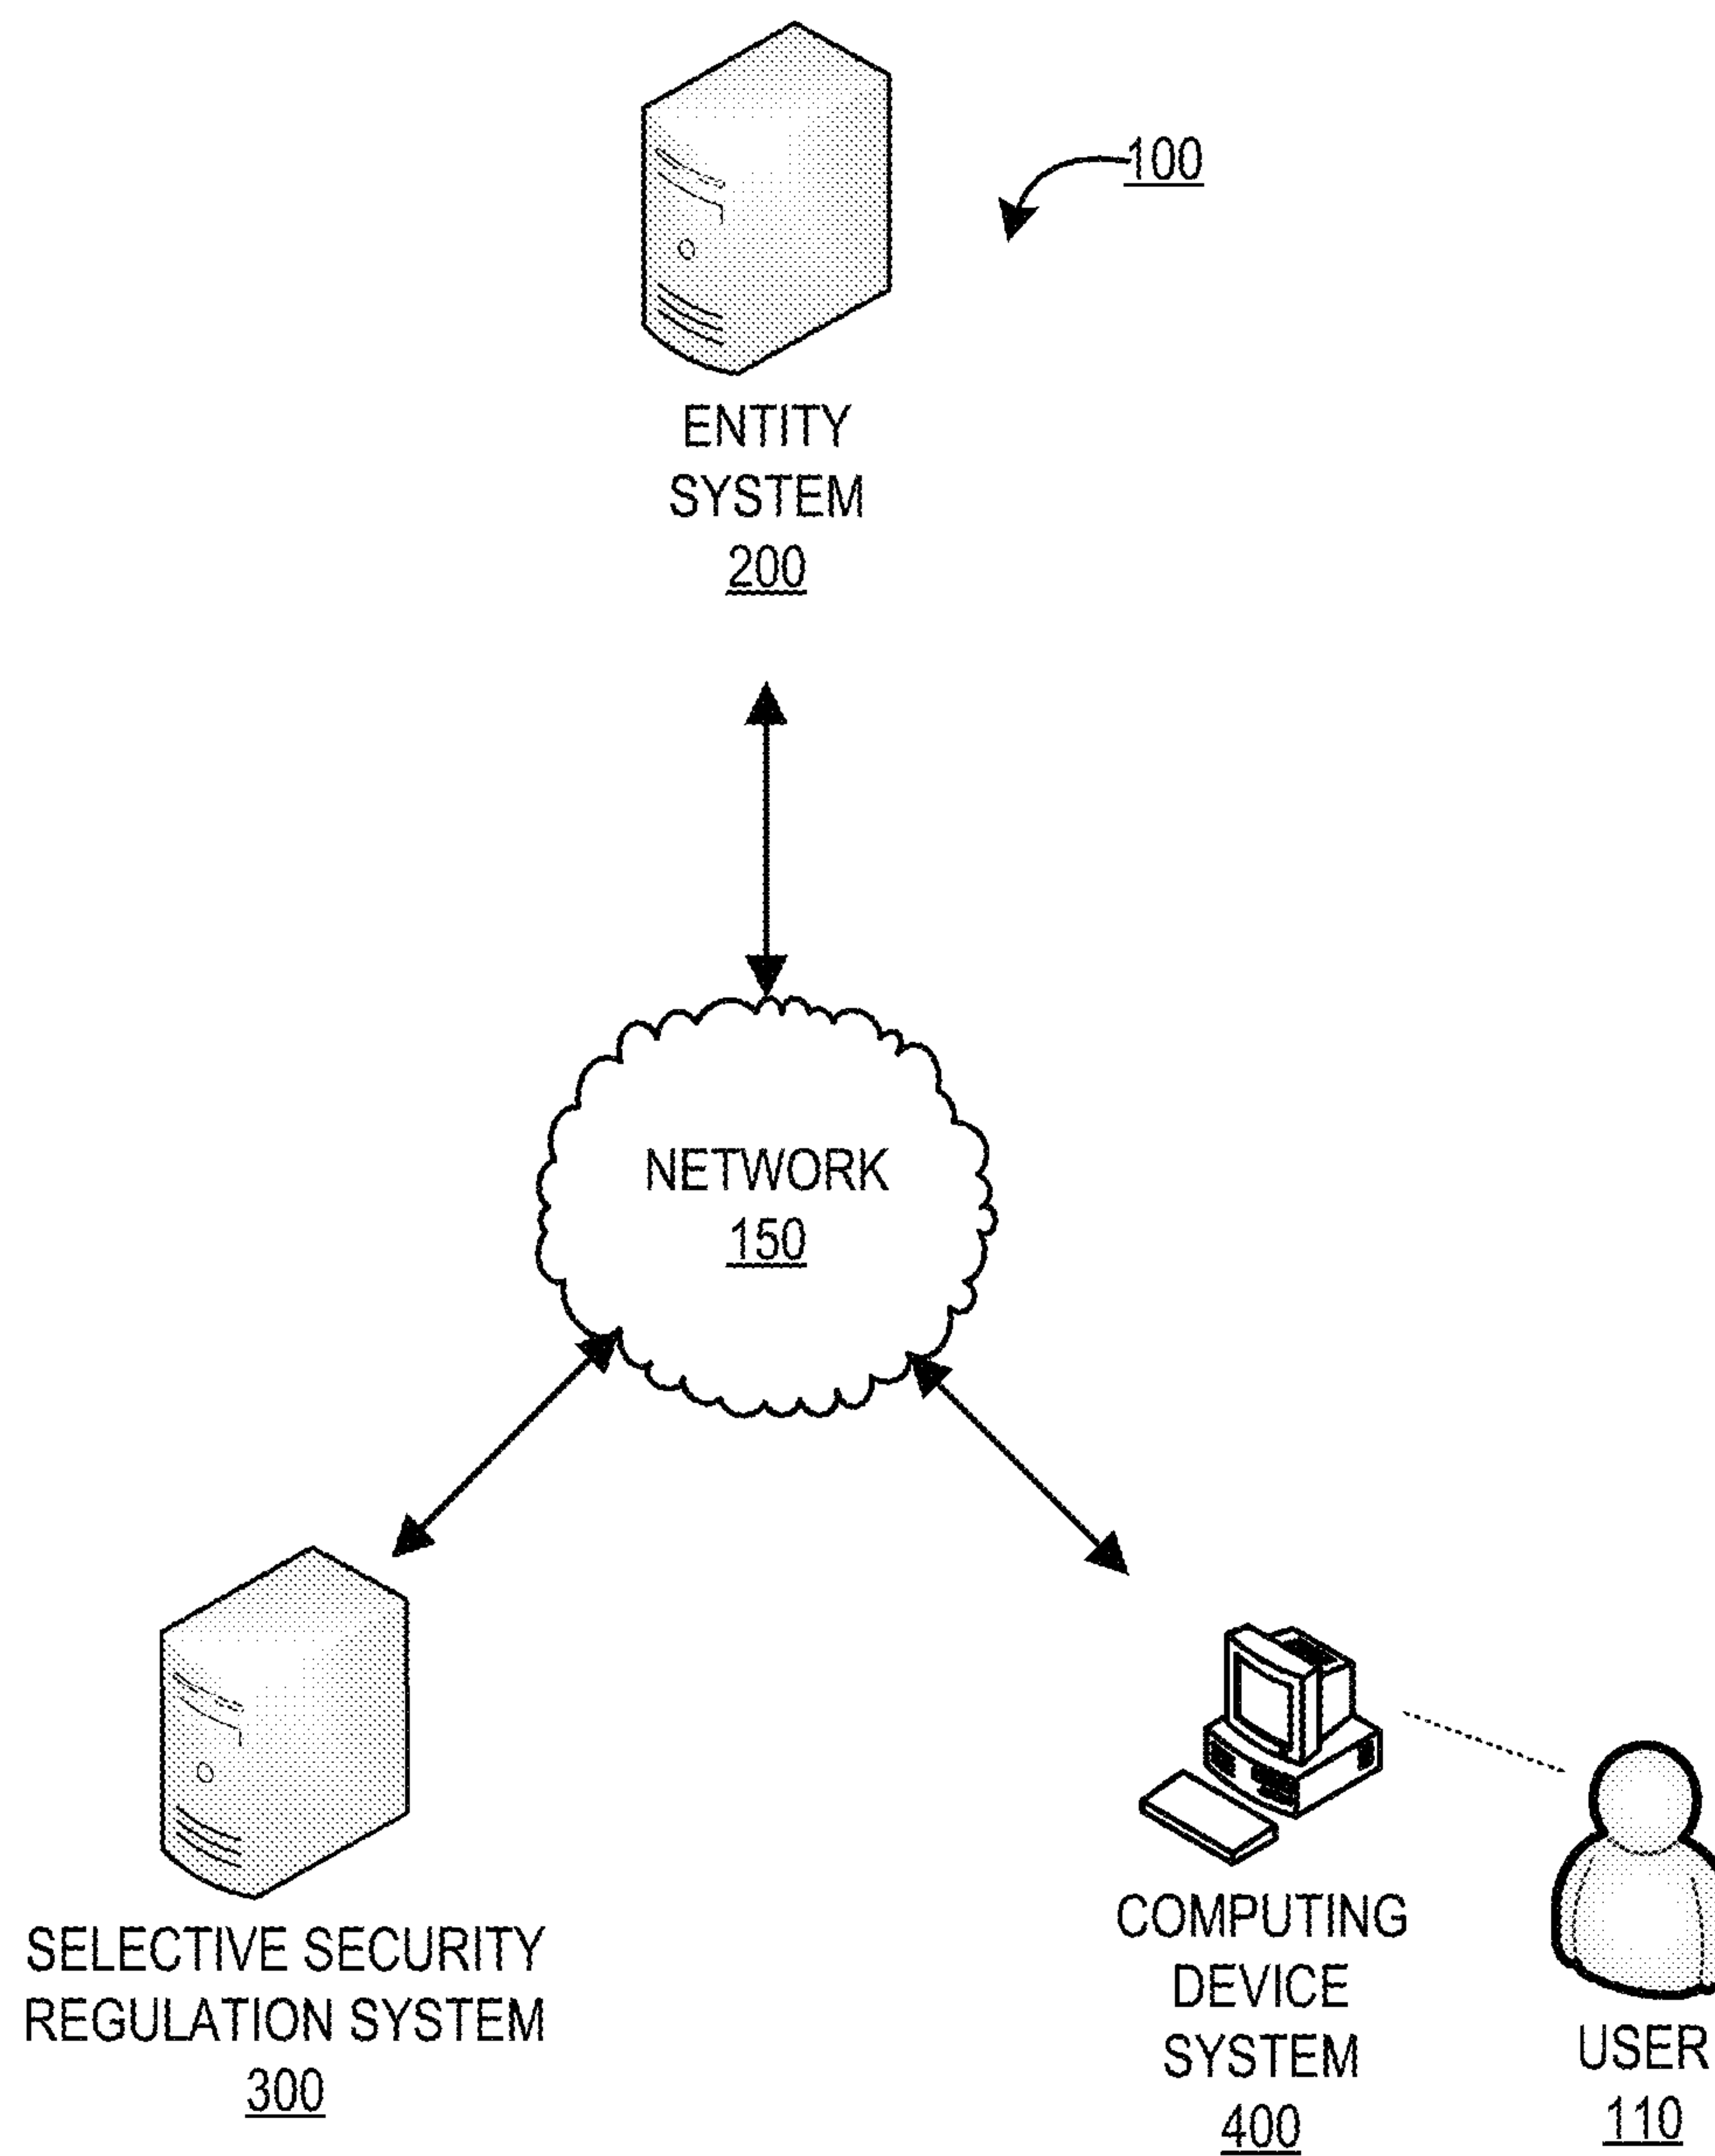 100
ENTITY
SYSTEM
200
NETWORK
150
SELECTIVE SECURITY
REGULATION SYSTEM
300
COMPUTING
DEVICE
SYSTEM
400
USER
110